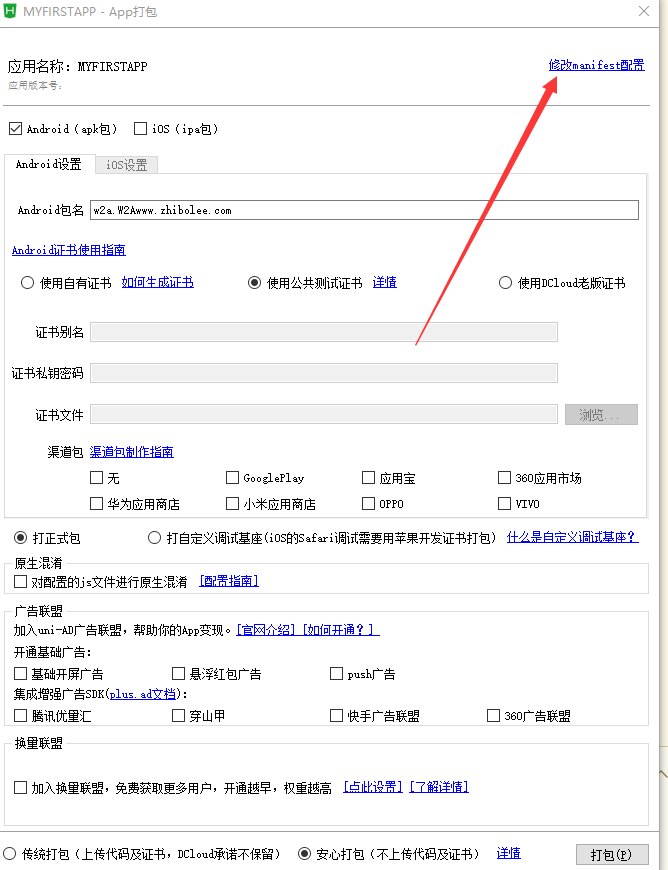 MYFIRSTAPP - App打包
应用名称: MYFIRSTAPP
修改manifest配置
应用版本号:
Android（apk包） iOS（ipa包）
Android设置 iOS设置
Android包名 w2a.W2Awww.zhibolee.com
Android证书使用指南
使用自有证书 如何生成证书 使用公共测试证书 详情 使用DCloud老版证书
证书别名
证书私钥密码
证书文件 浏览...
渠道包 渠道包制作指南
无 GooglePlay 应用宝 360应用市场
华为应用商店 小米应用商店 OPPO VIVO
打正式包 打自定义调试基座(iOS的Safari调试需要用苹果开发证书打包) 什么是自定义调试基座？
原生混淆
对配置的js文件进行原生混淆 [配置指南]
广告联盟
加入uni-AD广告联盟，帮助你的App变现。[官网介绍] [如何开通？]
开通基础广告:
基础开屏广告 悬浮红包广告 push广告
集成增强广告SDK(plus.ad文档):
腾讯优量汇 穿山甲 快手广告联盟 360广告联盟
换量联盟
加入换量联盟，免费获取更多用户，开通越早，权重越高 [点此设置] [了解详情]
传统打包（上传代码及证书，DCloud承诺不保留） 安心打包（不上传代码及证书） 详情 打包(P)